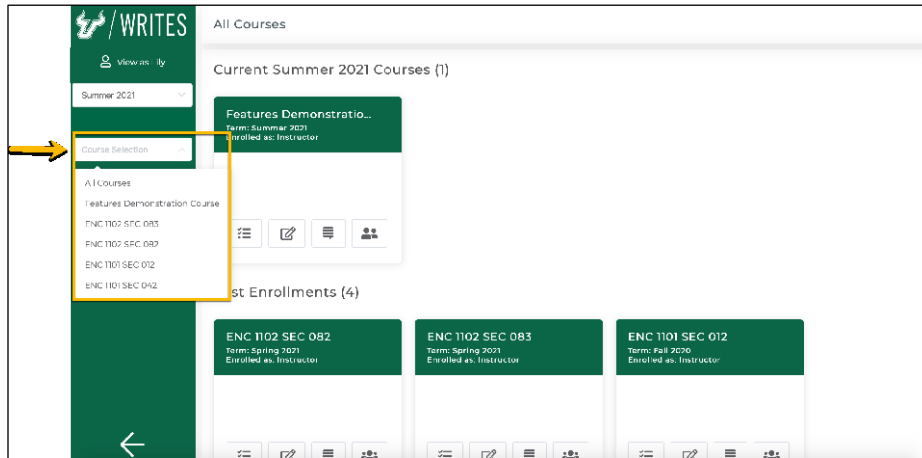 /WRITES
View as Lily
Summer 2021
Course Selection
All Courses
Features Demonstration Course
ENC 1102 SEC 083
ENC 1102 SEC 082
ENC 1101 SEC 012
ENC 1101 SEC 042
All Courses
Current Summer 2021 Courses (1)
Features Demonstratio...
Term: Summer 2021
Enrolled as: Instructor
st Enrollments (4)
ENC 1102 SEC 082
Term: Spring 2021
Enrolled as: Instructor
ENC 1102 SEC 083
Term: Spring 2021
Enrolled as: Instructor
ENC 1101 SEC 012
Term: Fall 2020
Enrolled as: Instructor